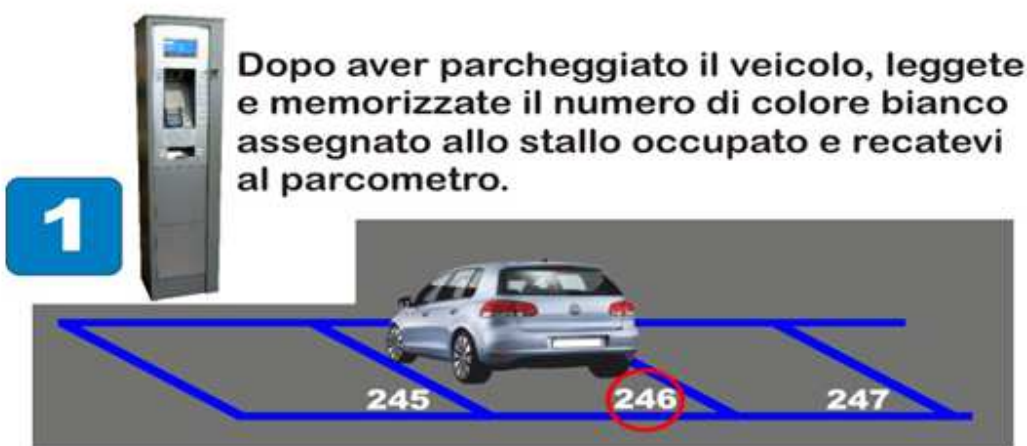 Dopo aver parcheggiato il veicolo, leggete
e memorizzate il numero di colore bianco
assegnato allo stallo occupato e recatevi
al parcometro.
1
245 246 247